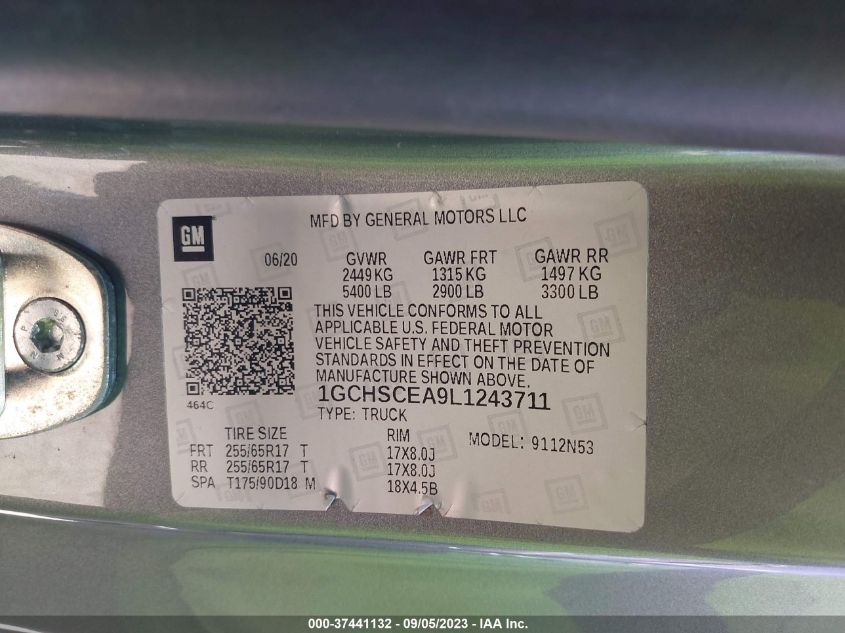 MFD BY GENERAL MOTORS LLC
GM
06/20 GVWR GAWR FRT GAWR RR
2449 KG 1315 KG 1497 KG
5400 LB 2900 LB 3300 LB
THIS VEHICLE CONFORMS TO ALL
APPLICABLE U.S. FEDERAL MOTOR
VEHICLE SAFETY AND THEFT PREVENTION
STANDARDS IN EFFECT ON THE DATE OF
MANUFACTURE SHOWN ABOVE.
464C
1GCHSCEA9L1243711
TYPE: TRUCK
TIRE SIZE RIM MODEL: 9112N53
FRT 255/65R17 T 17X8.0J
RR 255/65R17 T 17X8.0J
SPA T175/90D18 M 18X4.5B
000-37441132 - 09/05/2023 - IAA Inc.